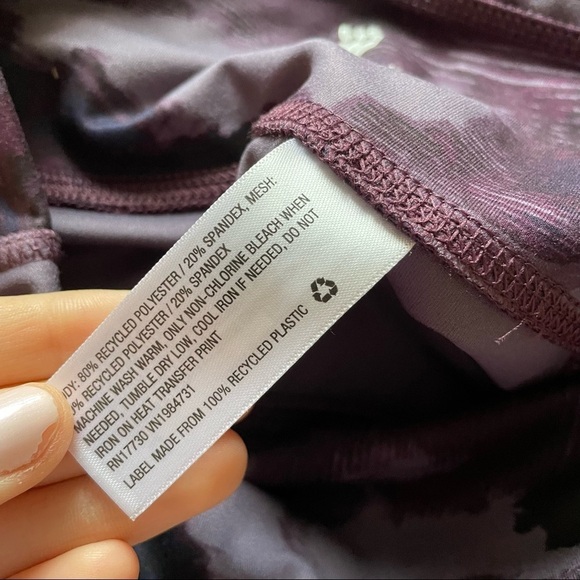 80% RECYCLED POLYESTER / 20% SPANDEX, MESH:
RECYCLED POLYESTER / 20% SPANDEX
MACHINE WASH WARM, ONLY NON-CHLORINE BLEACH WHEN
NEEDED, TUMBLE DRY LOW, COOL IRON IF NEEDED, DO NOT
IRON ON HEAT TRANSFER PRINT
RN17730 VN1984731
LABEL MADE FROM 100% RECYCLED PLASTIC